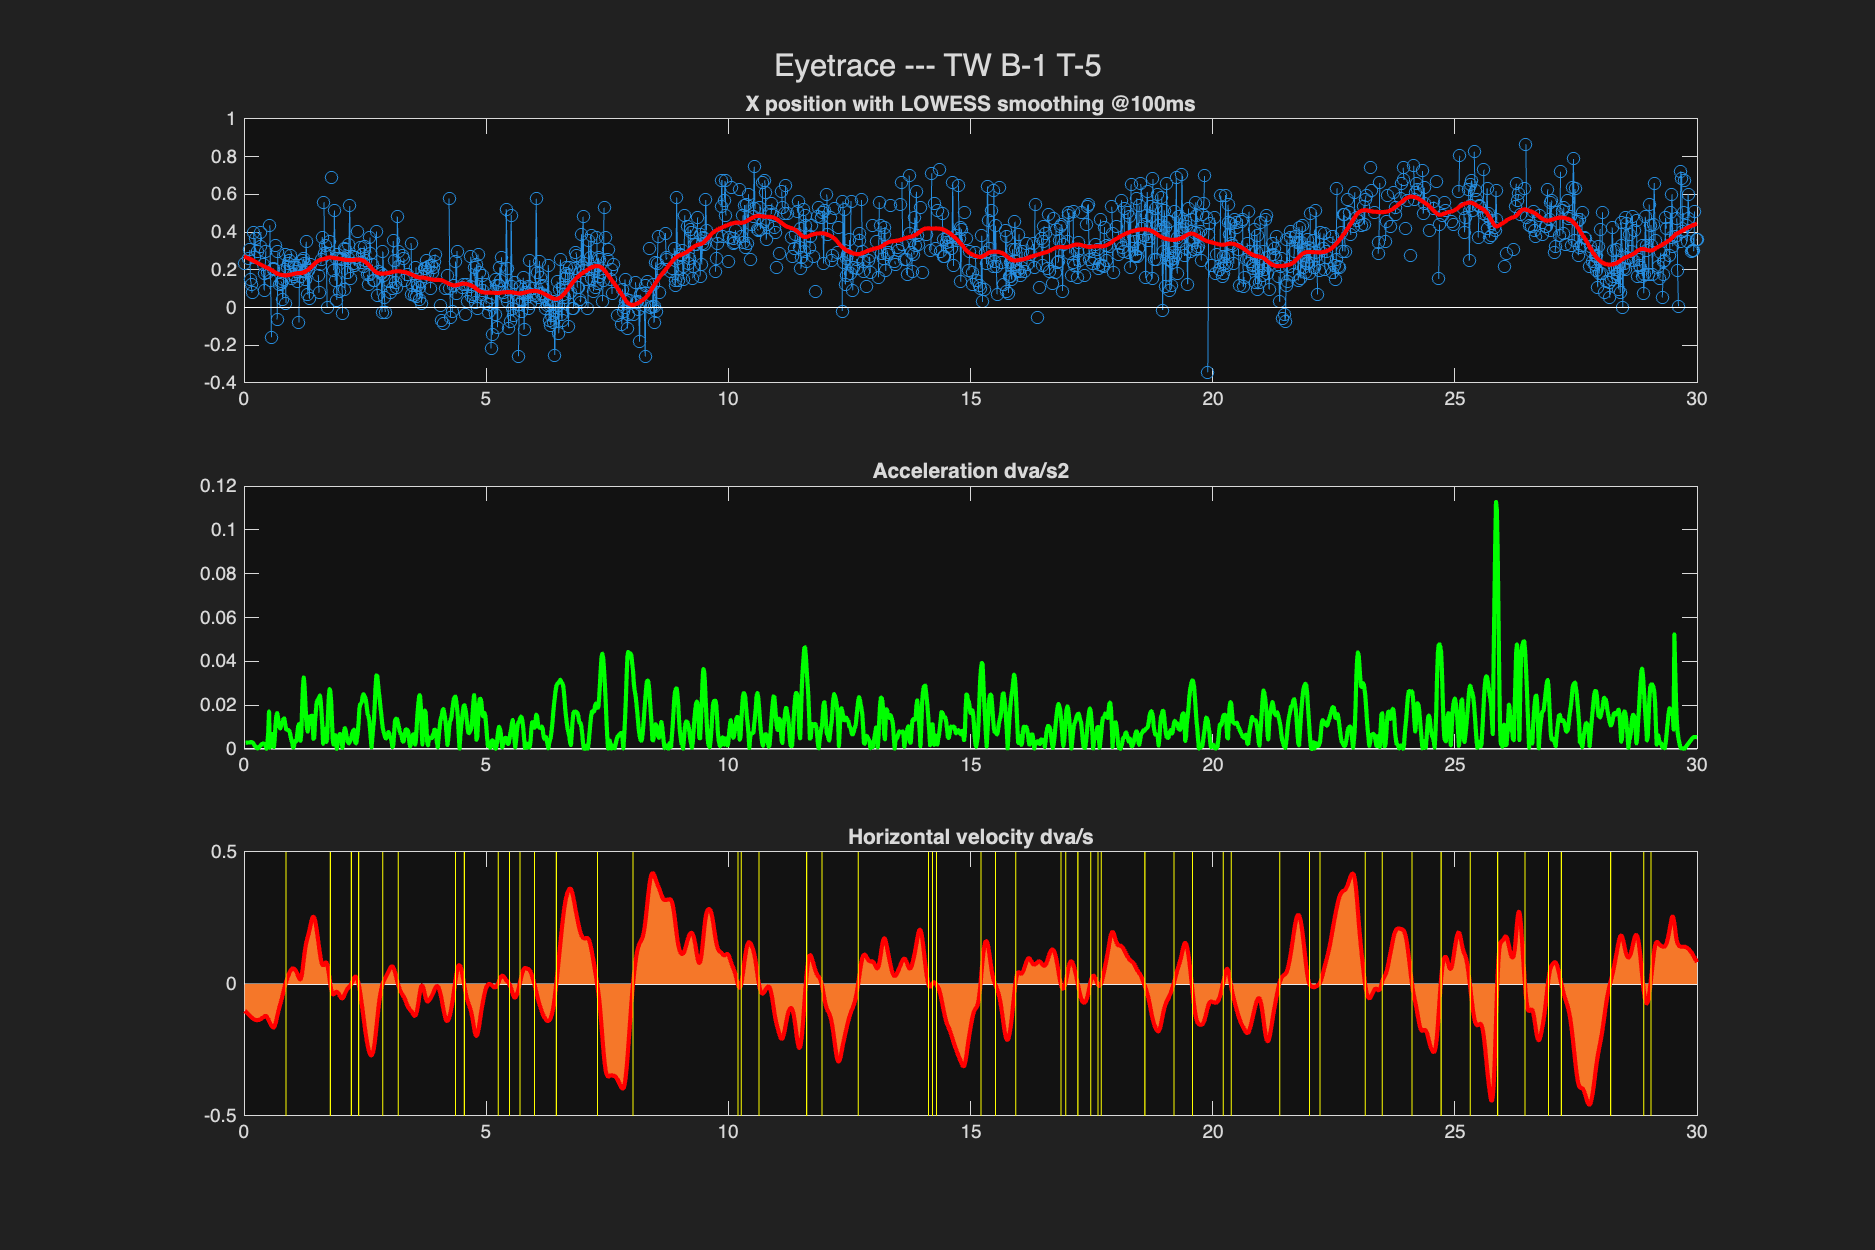 Eyetrace --- TW B-1 T-5
X position with LOWESS smoothing @100ms
1
0.8
0.6
0.4
0.2
0
-0.2
-0.4
0 5 10 15 20 25 30
Acceleration dva/s2
0.12
0.1
0.08
0.06
0.04
0.02
0
0 5 10 15 20 25 30
Horizontal velocity dva/s
0.5
0
-0.5
0 5 10 15 20 25 30